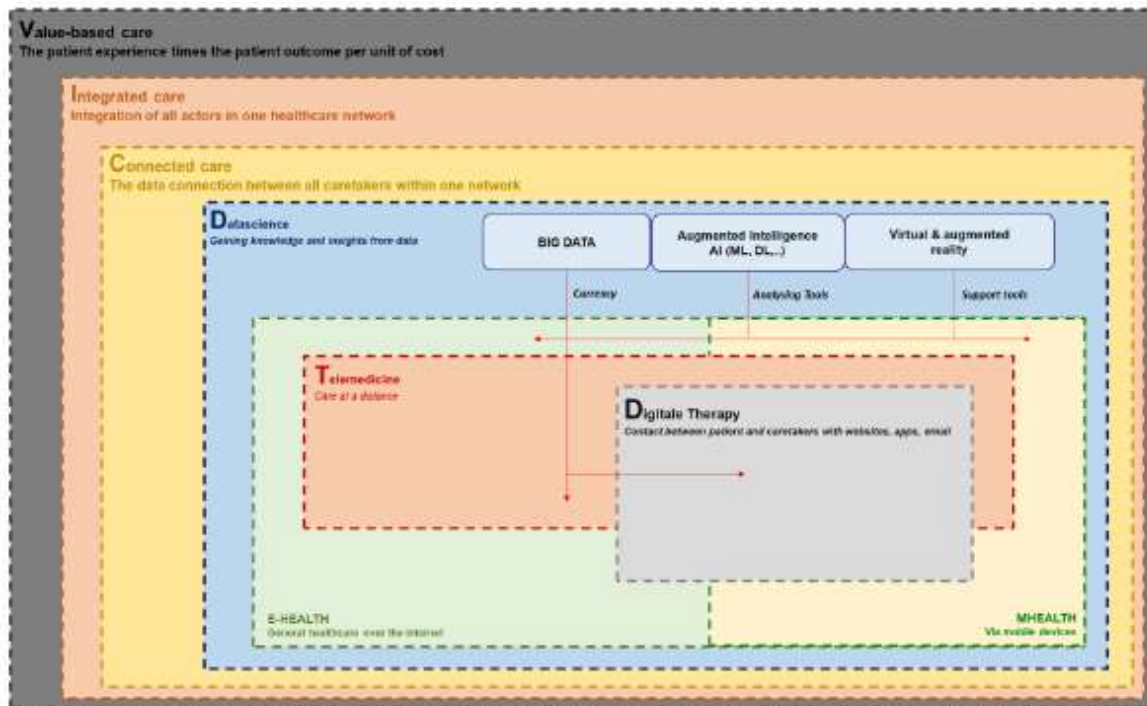 Value-based care
The patient experience times the patient outcome per unit of cost
Integrated care
Integration of all actors in one healthcare network
Connected care
The data connection between all caretakers within one network
Datascience
Gaining knowledge and insights from data
BIG DATA
Augmented Intelligence
AI (ML, DL,..)
Virtual & augmented
reality
Currency
Analysing Tools
Support tools
Telemedicine
Care at a distance
Digitale Therapy
Contact between patient and caretakers with websites, apps, email
E-HEALTH
General healthcare over the internet
MHEALTH
Via mobile devices